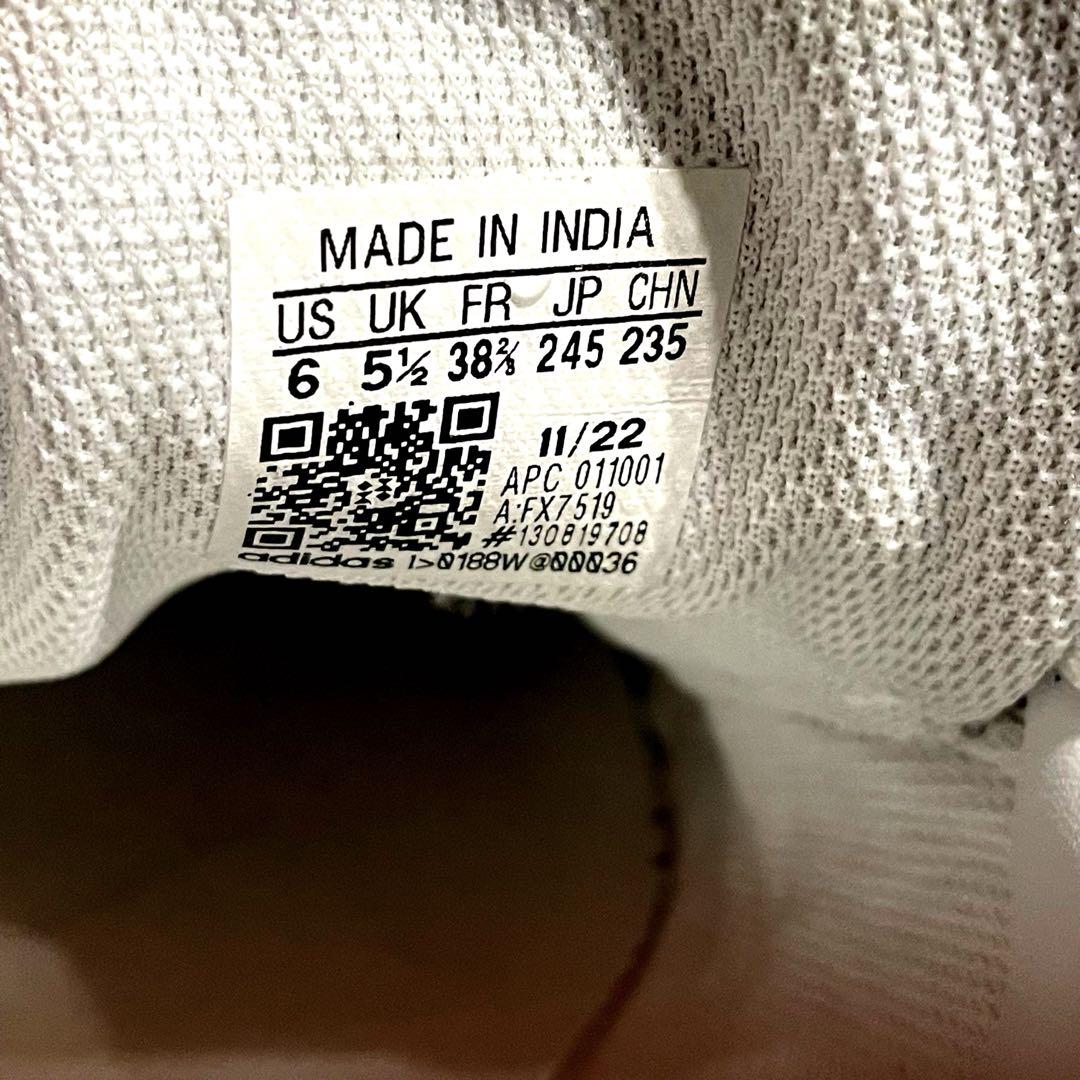 MADE IN INDIA
US UK FR JP CHN
6 5½ 38⅔ 245 235
11/22
APC 011001
A:FX7519
#130819708
adidas I>0188W@00036